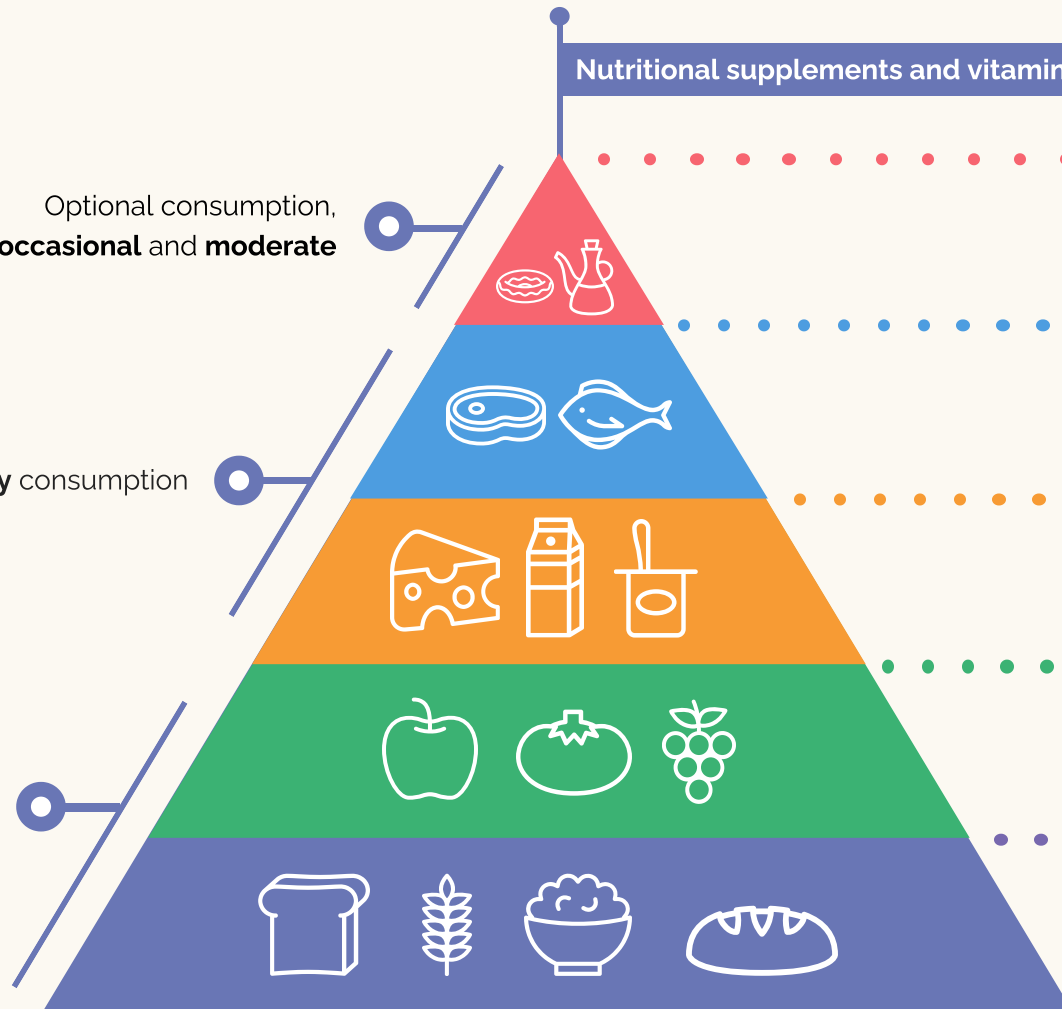 Nutritional supplements and vitamin
Optional consumption,
occasional and moderate
y consumption